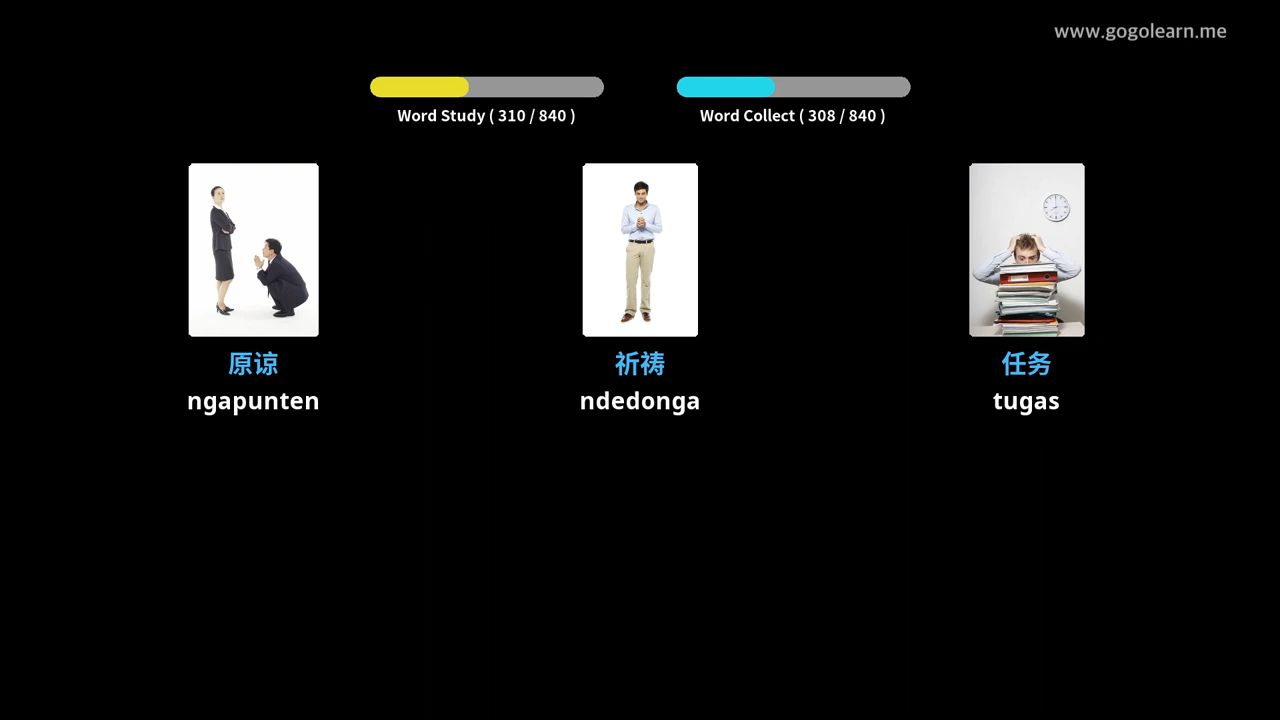 www.gogolearn.me
Word Study ( 310 / 840 )
Word Collect ( 308 / 840 )
原谅
祈祷
任务
ngapunten
ndedonga
tugas